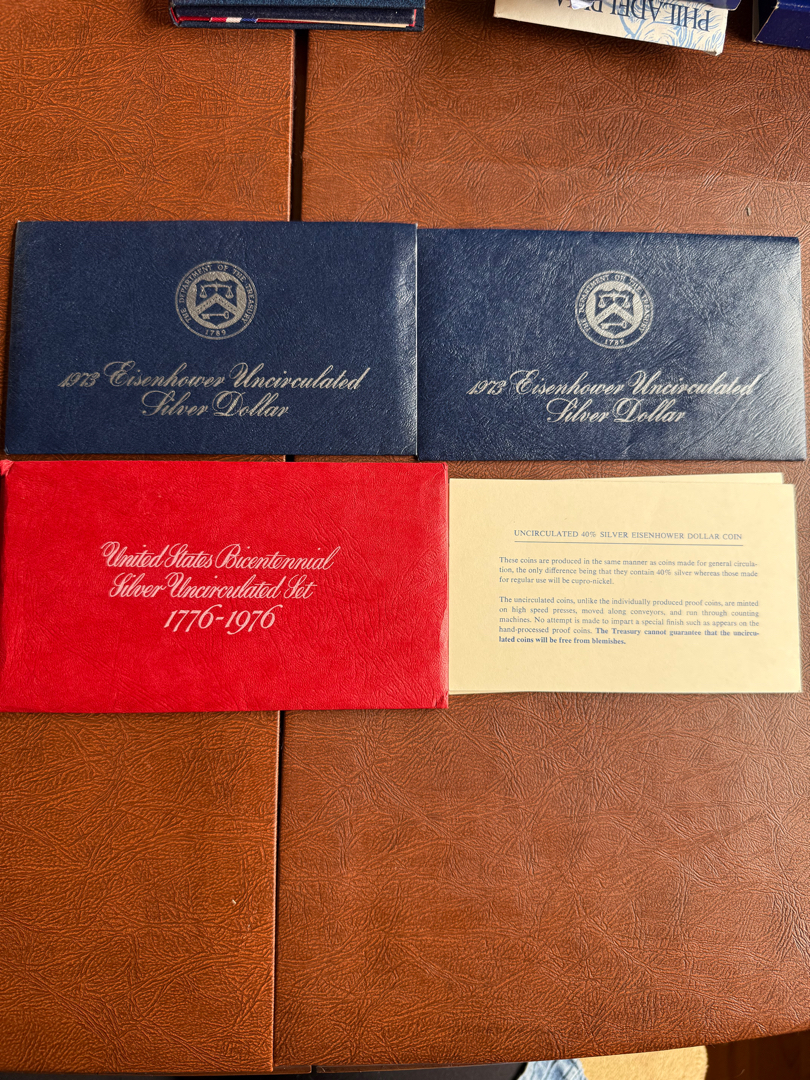 PHILADELPHIA
THE DEPARTMENT OF THE TREASURY
1789
1973 Eisenhower Uncirculated
Silver Dollar
THE DEPARTMENT OF THE TREASURY
1789
1973 Eisenhower Uncirculated
Silver Dollar
United States Bicentennial
Silver Uncirculated Set
1776-1976
UNCIRCULATED 40% SILVER EISENHOWER DOLLAR COIN
These coins are produced in the same manner as coins made for general circula-
tion, the only difference being that they contain 40% silver whereas those made
for regular use will be cupro-nickel.
The uncirculated coins, unlike the individually produced proof coins, are minted
on high speed presses, moved along conveyors, and run through counting
machines. No attempt is made to impart a special finish such as appears on the
hand-processed proof coins. The Treasury cannot guarantee that the uncircu-
lated coins will be free from blemishes.